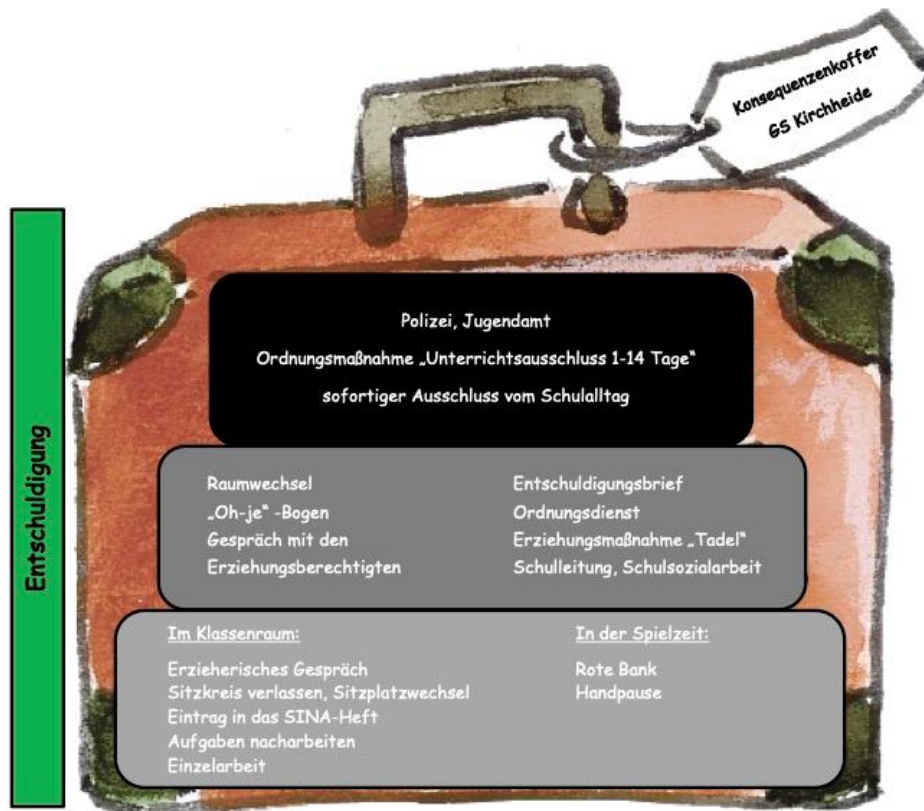 Konsequenzenkoffer
GS Kirchheide
Entschuldigung
Polizei, Jugendamt
Ordnungsmaßnahme „Unterrichtsausschluss 1-14 Tage“
sofortiger Ausschluss vom Schulalltag
Raumwechsel
„Oh-je“ -Bogen
Gespräch mit den
Erziehungsberechtigten
Entschuldigungsbrief
Ordnungsdienst
Erziehungsmaßnahme „Tadel“
Schulleitung, Schulsozialarbeit
Im Klassenraum:
Erzieherisches Gespräch
Sitzkreis verlassen, Sitzplatzwechsel
Eintrag in das SINA-Heft
Aufgaben nacharbeiten
Einzelarbeit
In der Spielzeit:
Rote Bank
Handpause